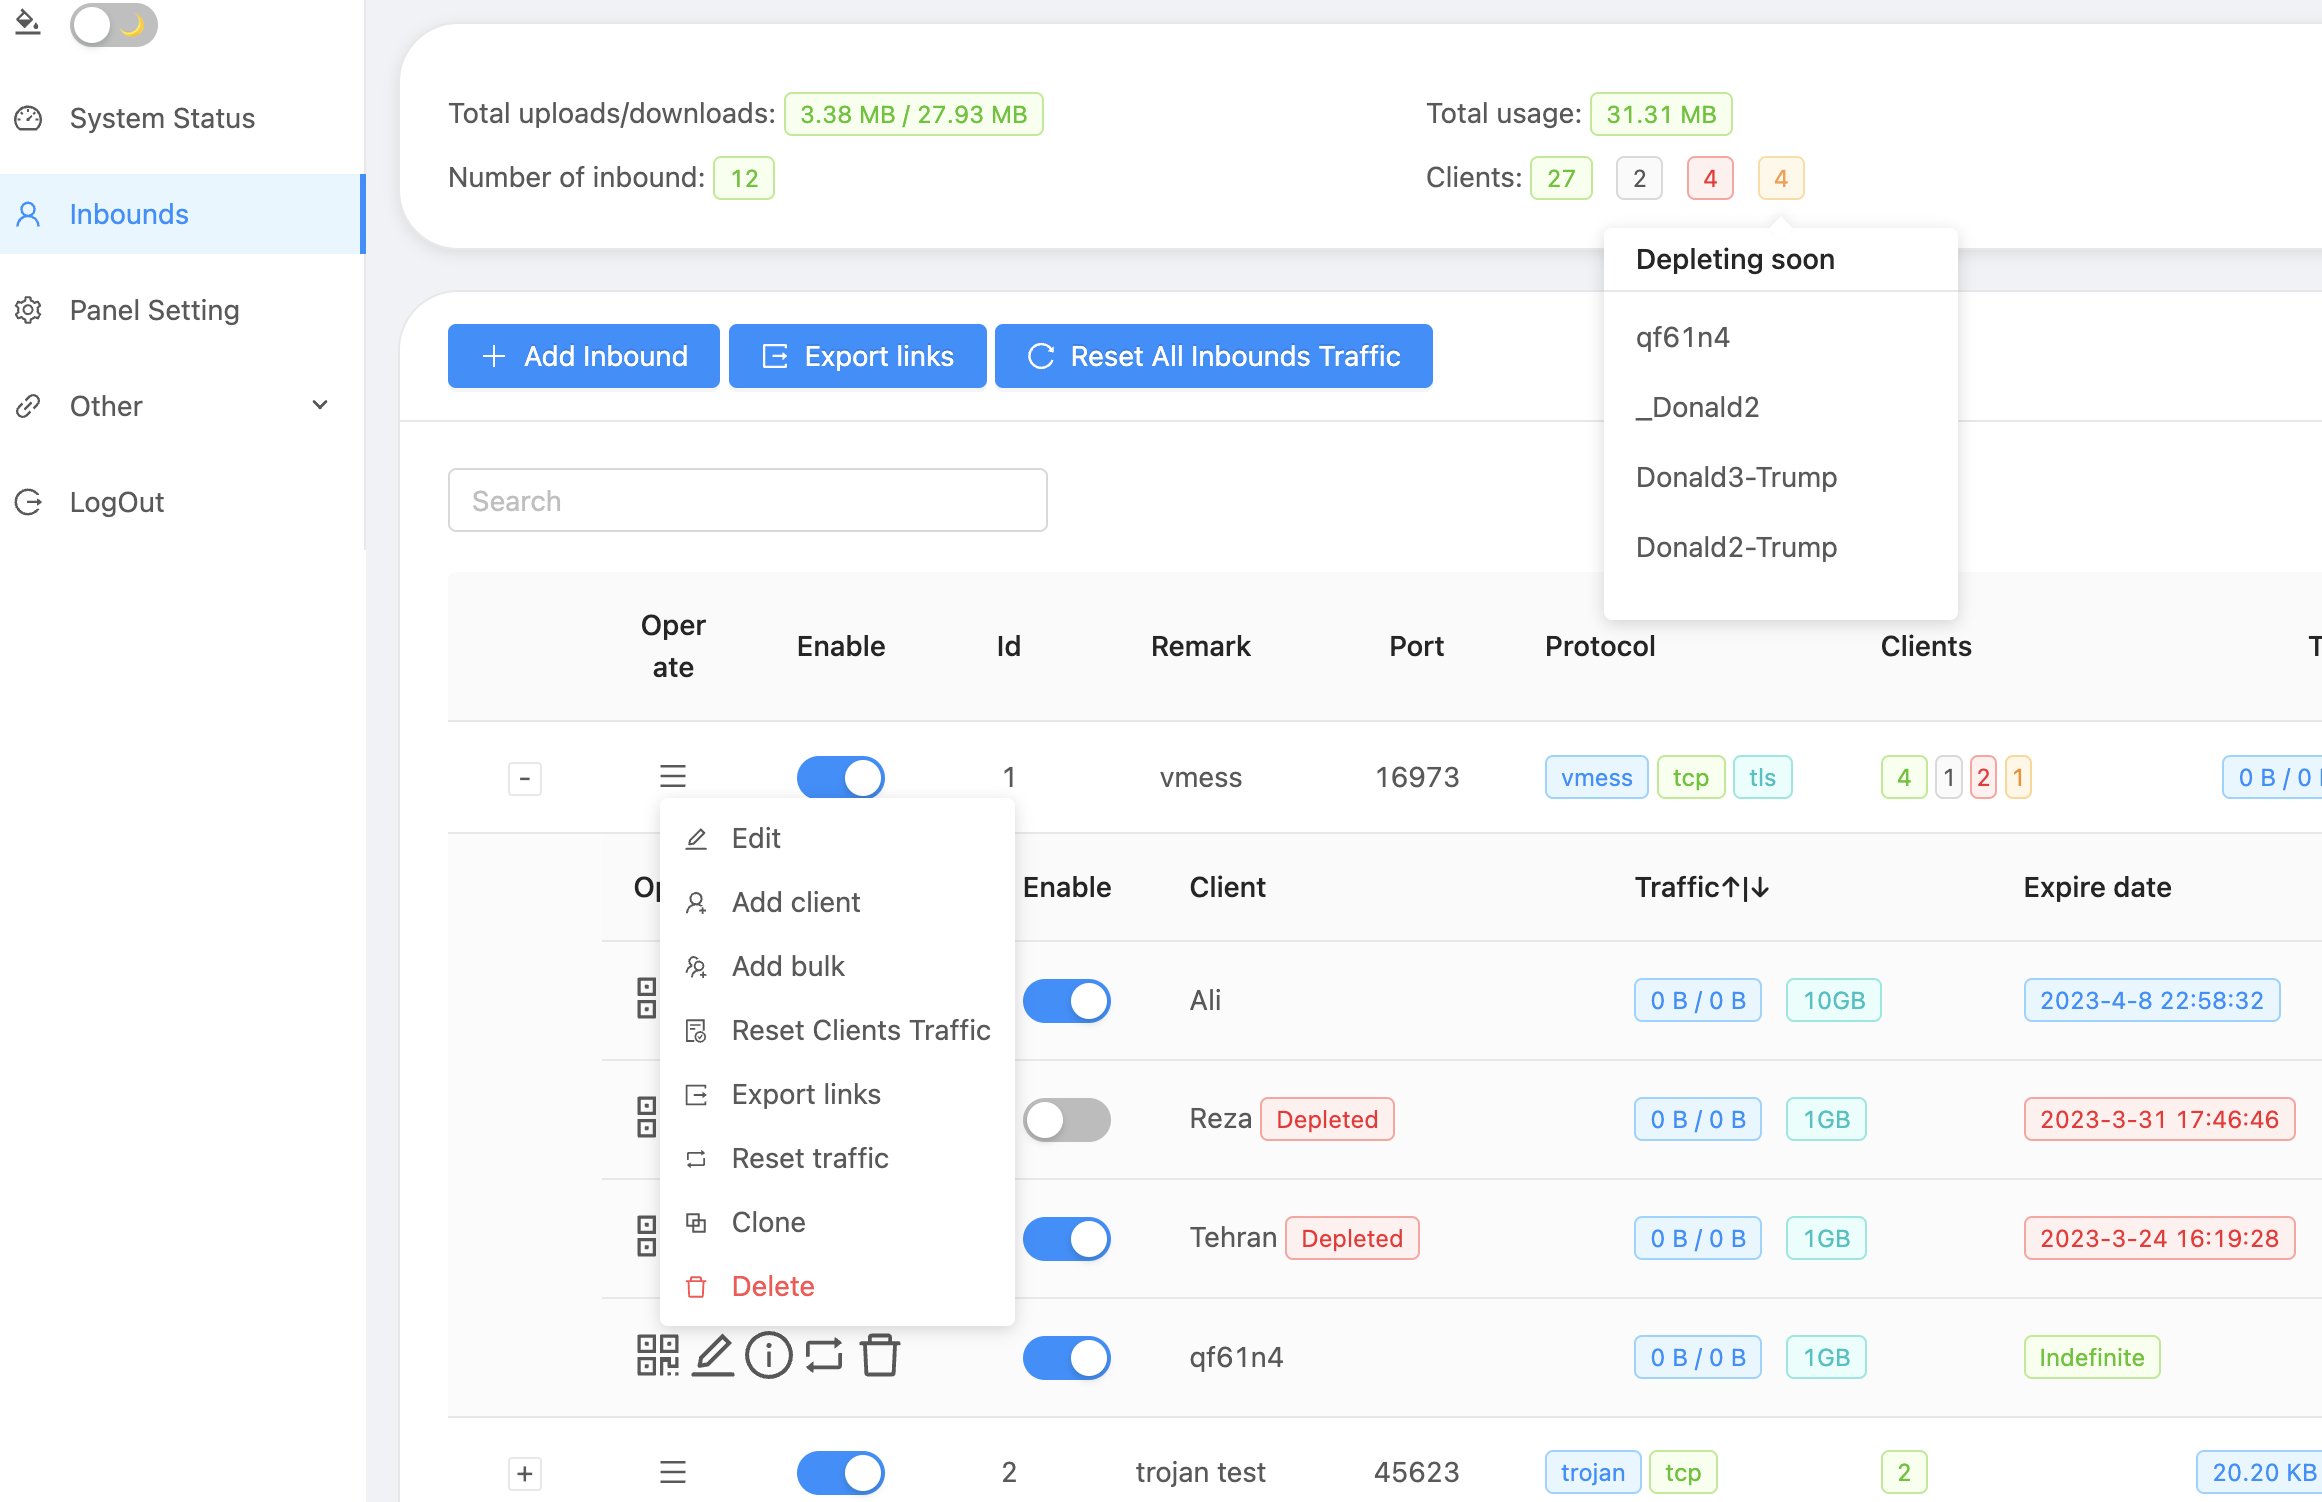 System Status
Inbounds
Panel Setting
Other
LogOut
Total uploads/downloads: 3.38 MB / 27.93 MB
Total usage: 31.31 MB
Number of inbound: 12
Clients: 27 2 4 4
Depleting soon
qf61n4
_Donald2
Donald3-Trump
Donald2-Trump
Add Inbound
Export links
Reset All Inbounds Traffic
Search
Oper
ate
Enable Id Remark Port Protocol Clients T
- 1 vmess 16973 vmess tcp tls 4 1 2 1 0 B / 0
Edit
Add client
Add bulk
Reset Clients Traffic
Export links
Reset traffic
Clone
Delete
Op Enable Client Traffic↑|↓ Expire date
Ali 0 B / 0 B 10GB 2023-4-8 22:58:32
Reza Depleted 0 B / 0 B 1GB 2023-3-31 17:46:46
Tehran Depleted 0 B / 0 B 1GB 2023-3-24 16:19:28
qf61n4 0 B / 0 B 1GB Indefinite
+ 2 trojan test 45623 trojan tcp 2 20.20 KB